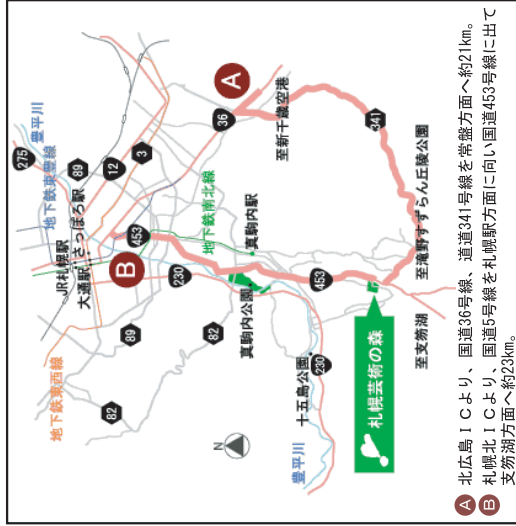 275
豊平川
地下鉄東豊線
89
12
3
JR札幌駅
さっぽろ駅
大通駅
36
A
453
B
地下鉄南北線
至新千歳空港
230
真駒内駅
341
地下鉄東西線
89
82
82
真駒内公園
453
至滝野すずらん丘陵公園
N
十五島公園
230
札幌芸術の森
至支笏湖
豊平川
A 北広島ICより、国道36号線、道道341号線を常盤方面へ約21km。
B 札幌北ICより、国道5号線を札幌駅方面に向い国道453号線に出て
支笏湖方面へ約23km。